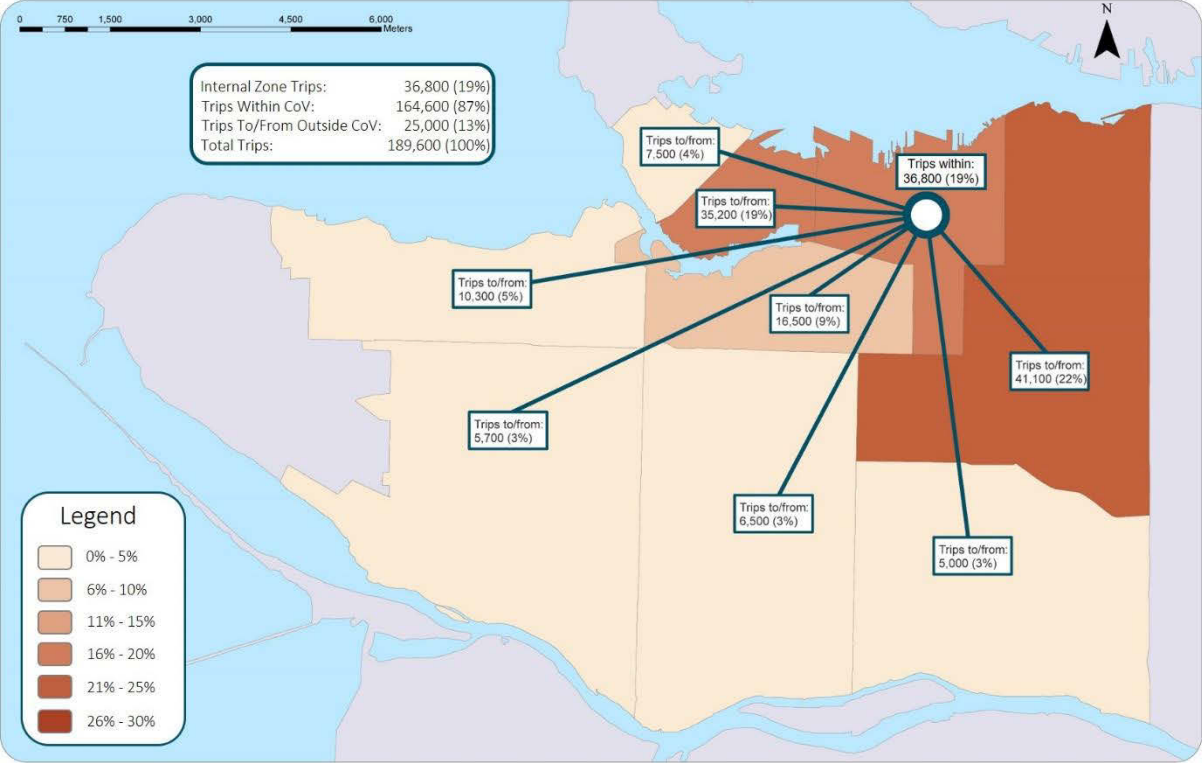 0 750 1,500 3,000 4,500 6,000
Meters
N
Internal Zone Trips: 36,800 (19%)
Trips Within CoV: 164,600 (87%)
Trips To/From Outside CoV: 25,000 (13%)
Total Trips: 189,600 (100%)
Trips to/from:
7,500 (4%)
Trips within:
36,800 (19%)
Trips to/from:
35,200 (19%)
Trips to/from:
10,300 (5%)
Trips to/from:
16,500 (9%)
Trips to/from:
41,100 (22%)
Trips to/from:
5,700 (3%)
Trips to/from:
6,500 (3%)
Trips to/from:
5,000 (3%)
Legend
0% - 5%
6% - 10%
11% - 15%
16% - 20%
21% - 25%
26% - 30%